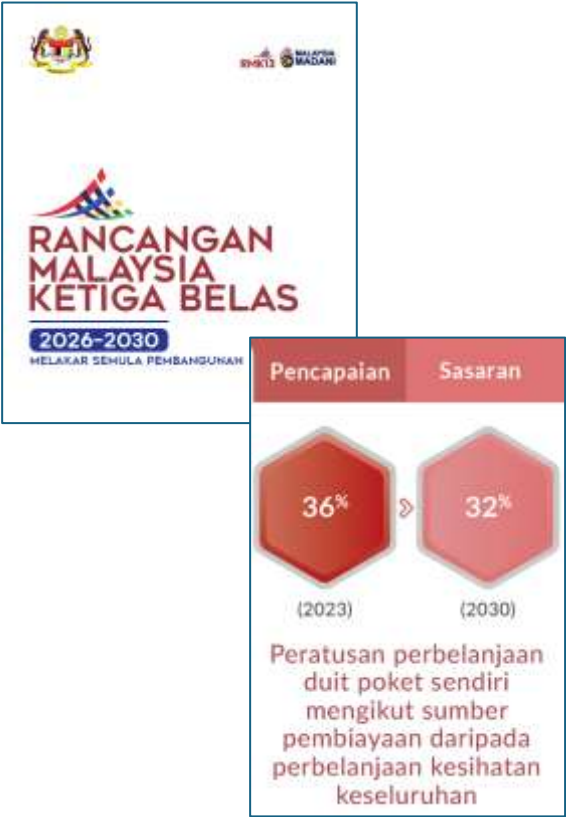 RMK13 MALAYSIA
MADANI
RANCANGAN
MALAYSIA
KETIGA BELAS
2026-2030
MELAKAR SEMULA PEMBANGUNAN
Pencapaian Sasaran
36% 32%
(2023) (2030)
Peratusan perbelanjaan
duit poket sendiri
mengikut sumber
pembiayaan daripada
perbelanjaan kesihatan
keseluruhan